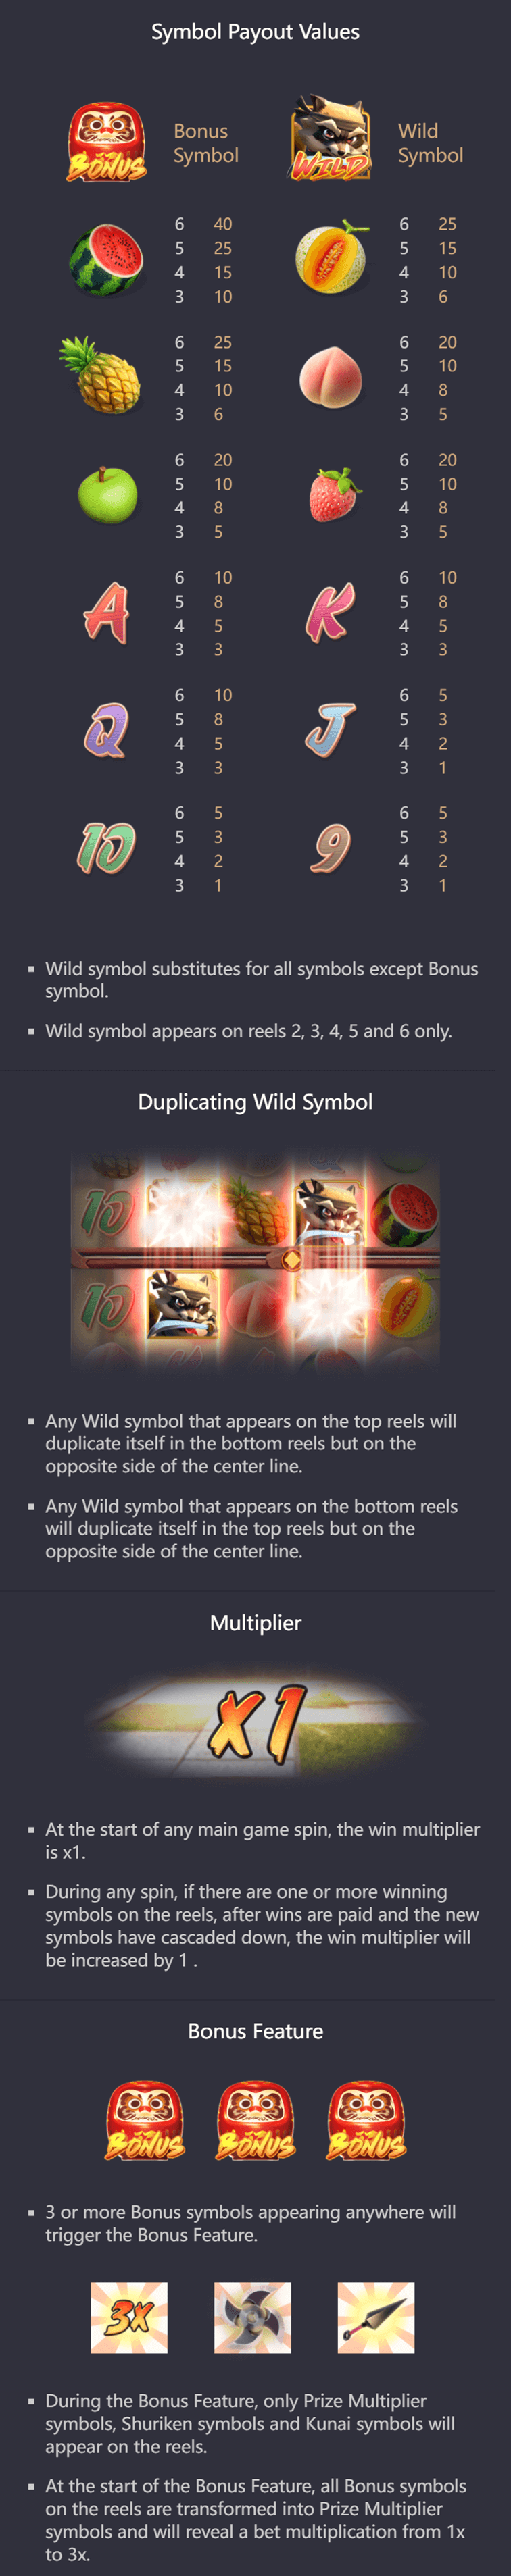 Symbol Payout Values
BONUS
Bonus
Symbol
WILD
Wild
Symbol
6 40
5 25
4 15
3 10
6 25
5 15
4 10
3 6
6 25
5 15
4 10
3 6
6 20
5 10
4 8
3 5
6 20
5 10
4 8
3 5
6 20
5 10
4 8
3 5
A
6 10
5 8
4 5
3 3
K
6 10
5 8
4 5
3 3
Q
6 10
5 8
4 5
3 3
J
6 5
5 3
4 2
3 1
10
6 5
5 3
4 2
3 1
9
6 5
5 3
4 2
3 1
▪ Wild symbol substitutes for all symbols except Bonus
symbol.
▪ Wild symbol appears on reels 2, 3, 4, 5 and 6 only.
Duplicating Wild Symbol
Q
10
10
▪ Any Wild symbol that appears on the top reels will
duplicate itself in the bottom reels but on the
opposite side of the center line.
▪ Any Wild symbol that appears on the bottom reels
will duplicate itself in the top reels but on the
opposite side of the center line.
Multiplier
x1
▪ At the start of any main game spin, the win multiplier
is x1.
▪ During any spin, if there are one or more winning
symbols on the reels, after wins are paid and the new
symbols have cascaded down, the win multiplier will
be increased by 1 .
Bonus Feature
BONUS BONUS BONUS
▪ 3 or more Bonus symbols appearing anywhere will
trigger the Bonus Feature.
3X
▪ During the Bonus Feature, only Prize Multiplier
symbols, Shuriken symbols and Kunai symbols will
appear on the reels.
▪ At the start of the Bonus Feature, all Bonus symbols
on the reels are transformed into Prize Multiplier
symbols and will reveal a bet multiplication from 1x
to 3x.